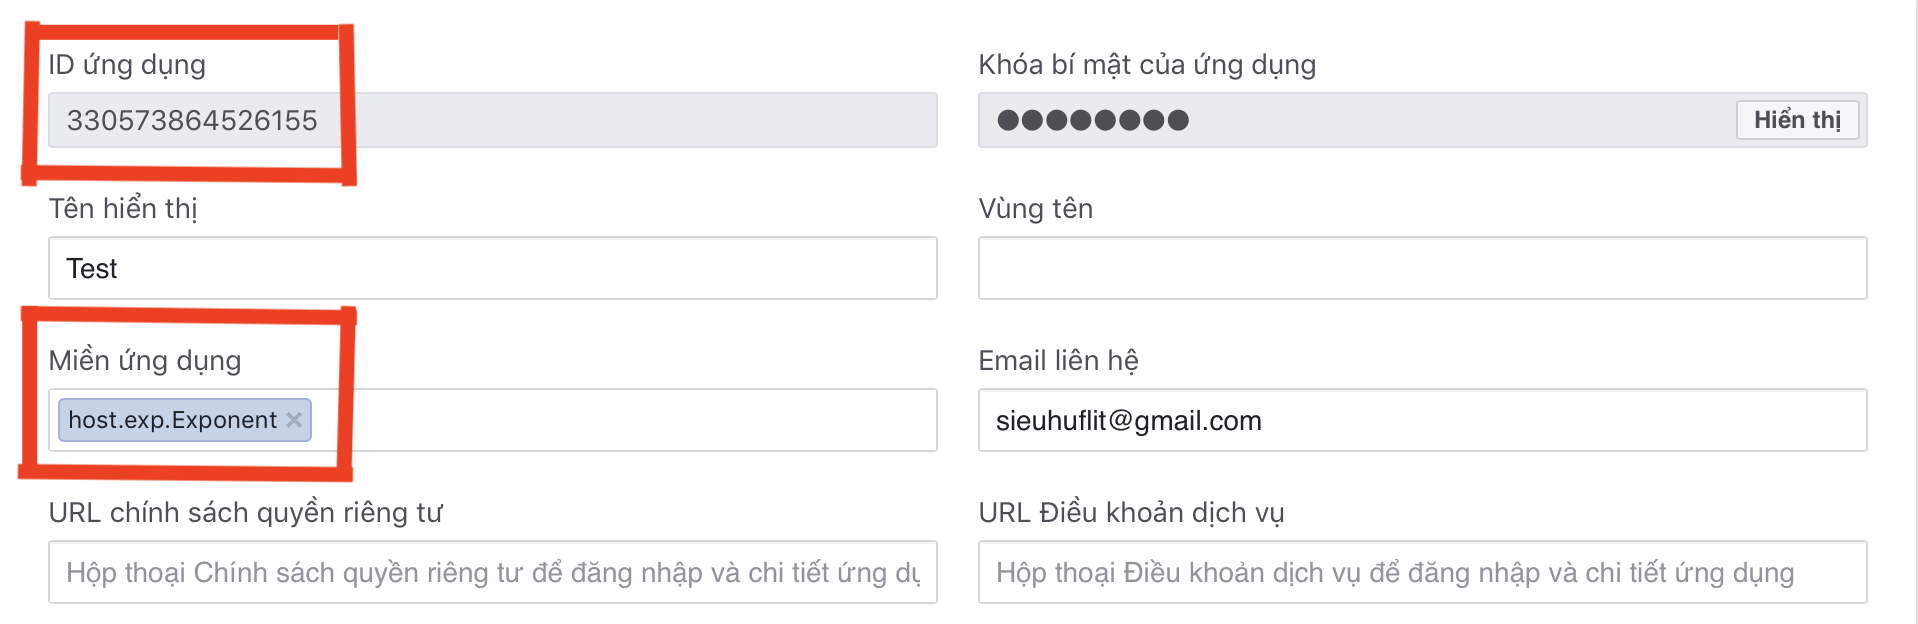 ID ứng dụng
330573864526155
Khóa bí mật của ứng dụng
Hiển thị
Tên hiển thị
Test
Vùng tên
Miền ứng dụng
host.exp.Exponent ×
Email liên hệ
sieuhuflit@gmail.com
URL chính sách quyền riêng tư
Hộp thoại Chính sách quyền riêng tư để đăng nhập và chi tiết ứng
URL Điều khoản dịch vụ
Hộp thoại Điều khoản dịch vụ để đăng nhập và chi tiết ứng dụng